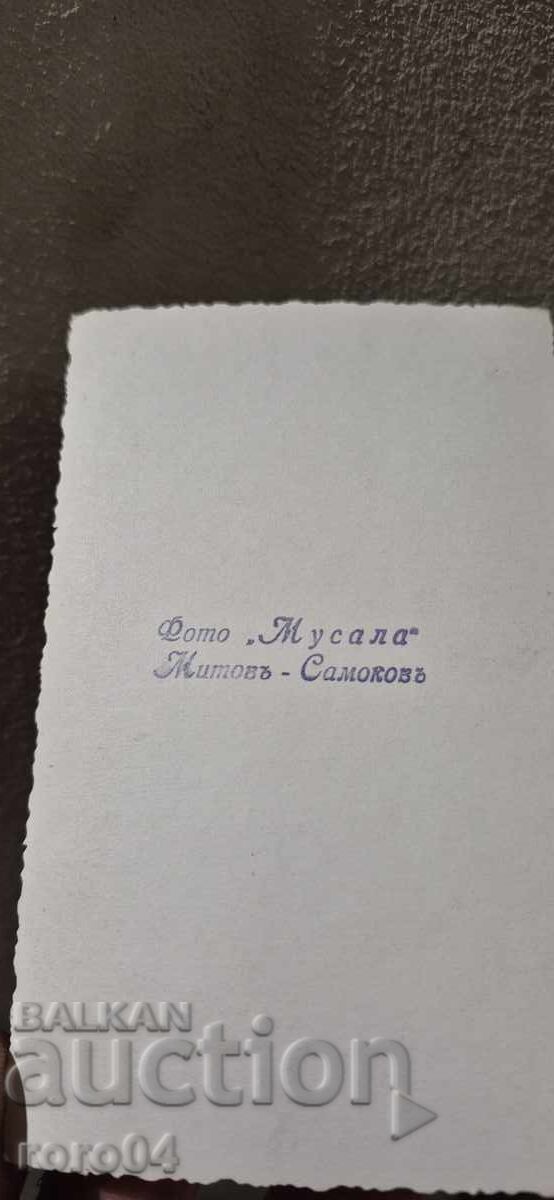 Фото „Мусала“
Митовъ - Самоковъ
BALKAN
auction
roro04